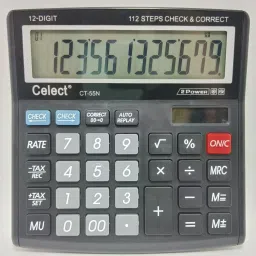 12-DIGIT 112 STEPS CHECK & CORRECT
123561325879
Celect
CT-55N
2 Power
CHECK CHECK CORRECT AUTO REPLAY
RATE 7 8 9 √ % ON/C
-TAX REC 4 5 6 × ÷ MRC
+TAX SET 1 2 3 + - M=
MU 0 00 · = M±